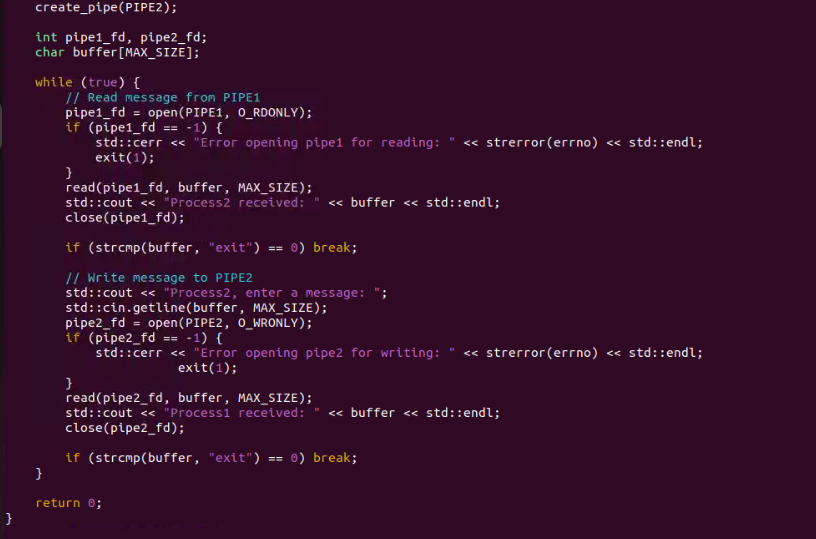 create_pipe(PIPE2);
int pipe1_fd, pipe2_fd;
char buffer[MAX_SIZE];
while (true) {
// Read message from PIPE1
pipe1_fd = open(PIPE1, O_RDONLY);
if (pipe1_fd == -1) {
std::cerr << "Error opening pipe1 for reading: " << strerror(errno) << std::endl;
exit(1);
}
read(pipe1_fd, buffer, MAX_SIZE);
std::cout << "Process2 received: " << buffer << std::endl;
close(pipe1_fd);
if (strcmp(buffer, "exit") == 0) break;
// Write message to PIPE2
std::cout << "Process2, enter a message: ";
std::cin.getline(buffer, MAX_SIZE);
pipe2_fd = open(PIPE2, O_WRONLY);
if (pipe2_fd == -1) {
std::cerr << "Error opening pipe2 for writing: " << strerror(errno) << std::endl;
exit(1);
}
read(pipe2_fd, buffer, MAX_SIZE);
std::cout << "Process1 received: " << buffer << std::endl;
close(pipe2_fd);
if (strcmp(buffer, "exit") == 0) break;
}
return 0;
}